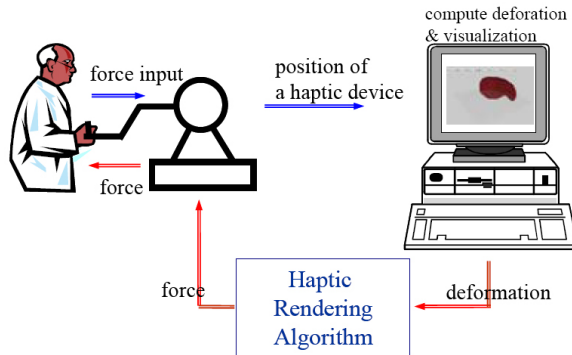 compute deforation
& visualization
force input
position of
a haptic device
force
Haptic
Rendering
Algorithm
force
deformation